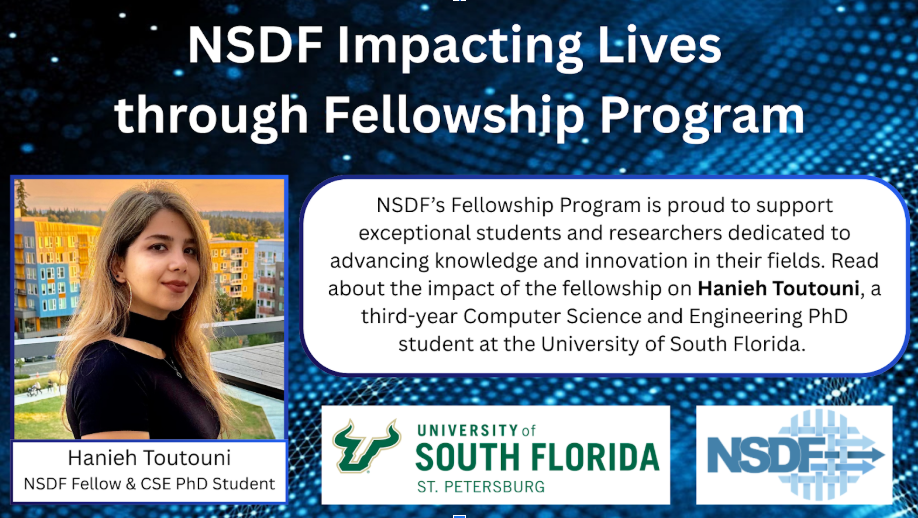 NSDF Impacting Lives
through Fellowship Program
NSDF’s Fellowship Program is proud to support
exceptional students and researchers dedicated to
advancing knowledge and innovation in their fields. Read
about the impact of the fellowship on Hanieh Toutouni, a
third-year Computer Science and Engineering PhD
student at the University of South Florida.
Hanieh Toutouni
NSDF Fellow & CSE PhD Student
UNIVERSITY of
SOUTH FLORIDA
ST. PETERSBURG
NSDF